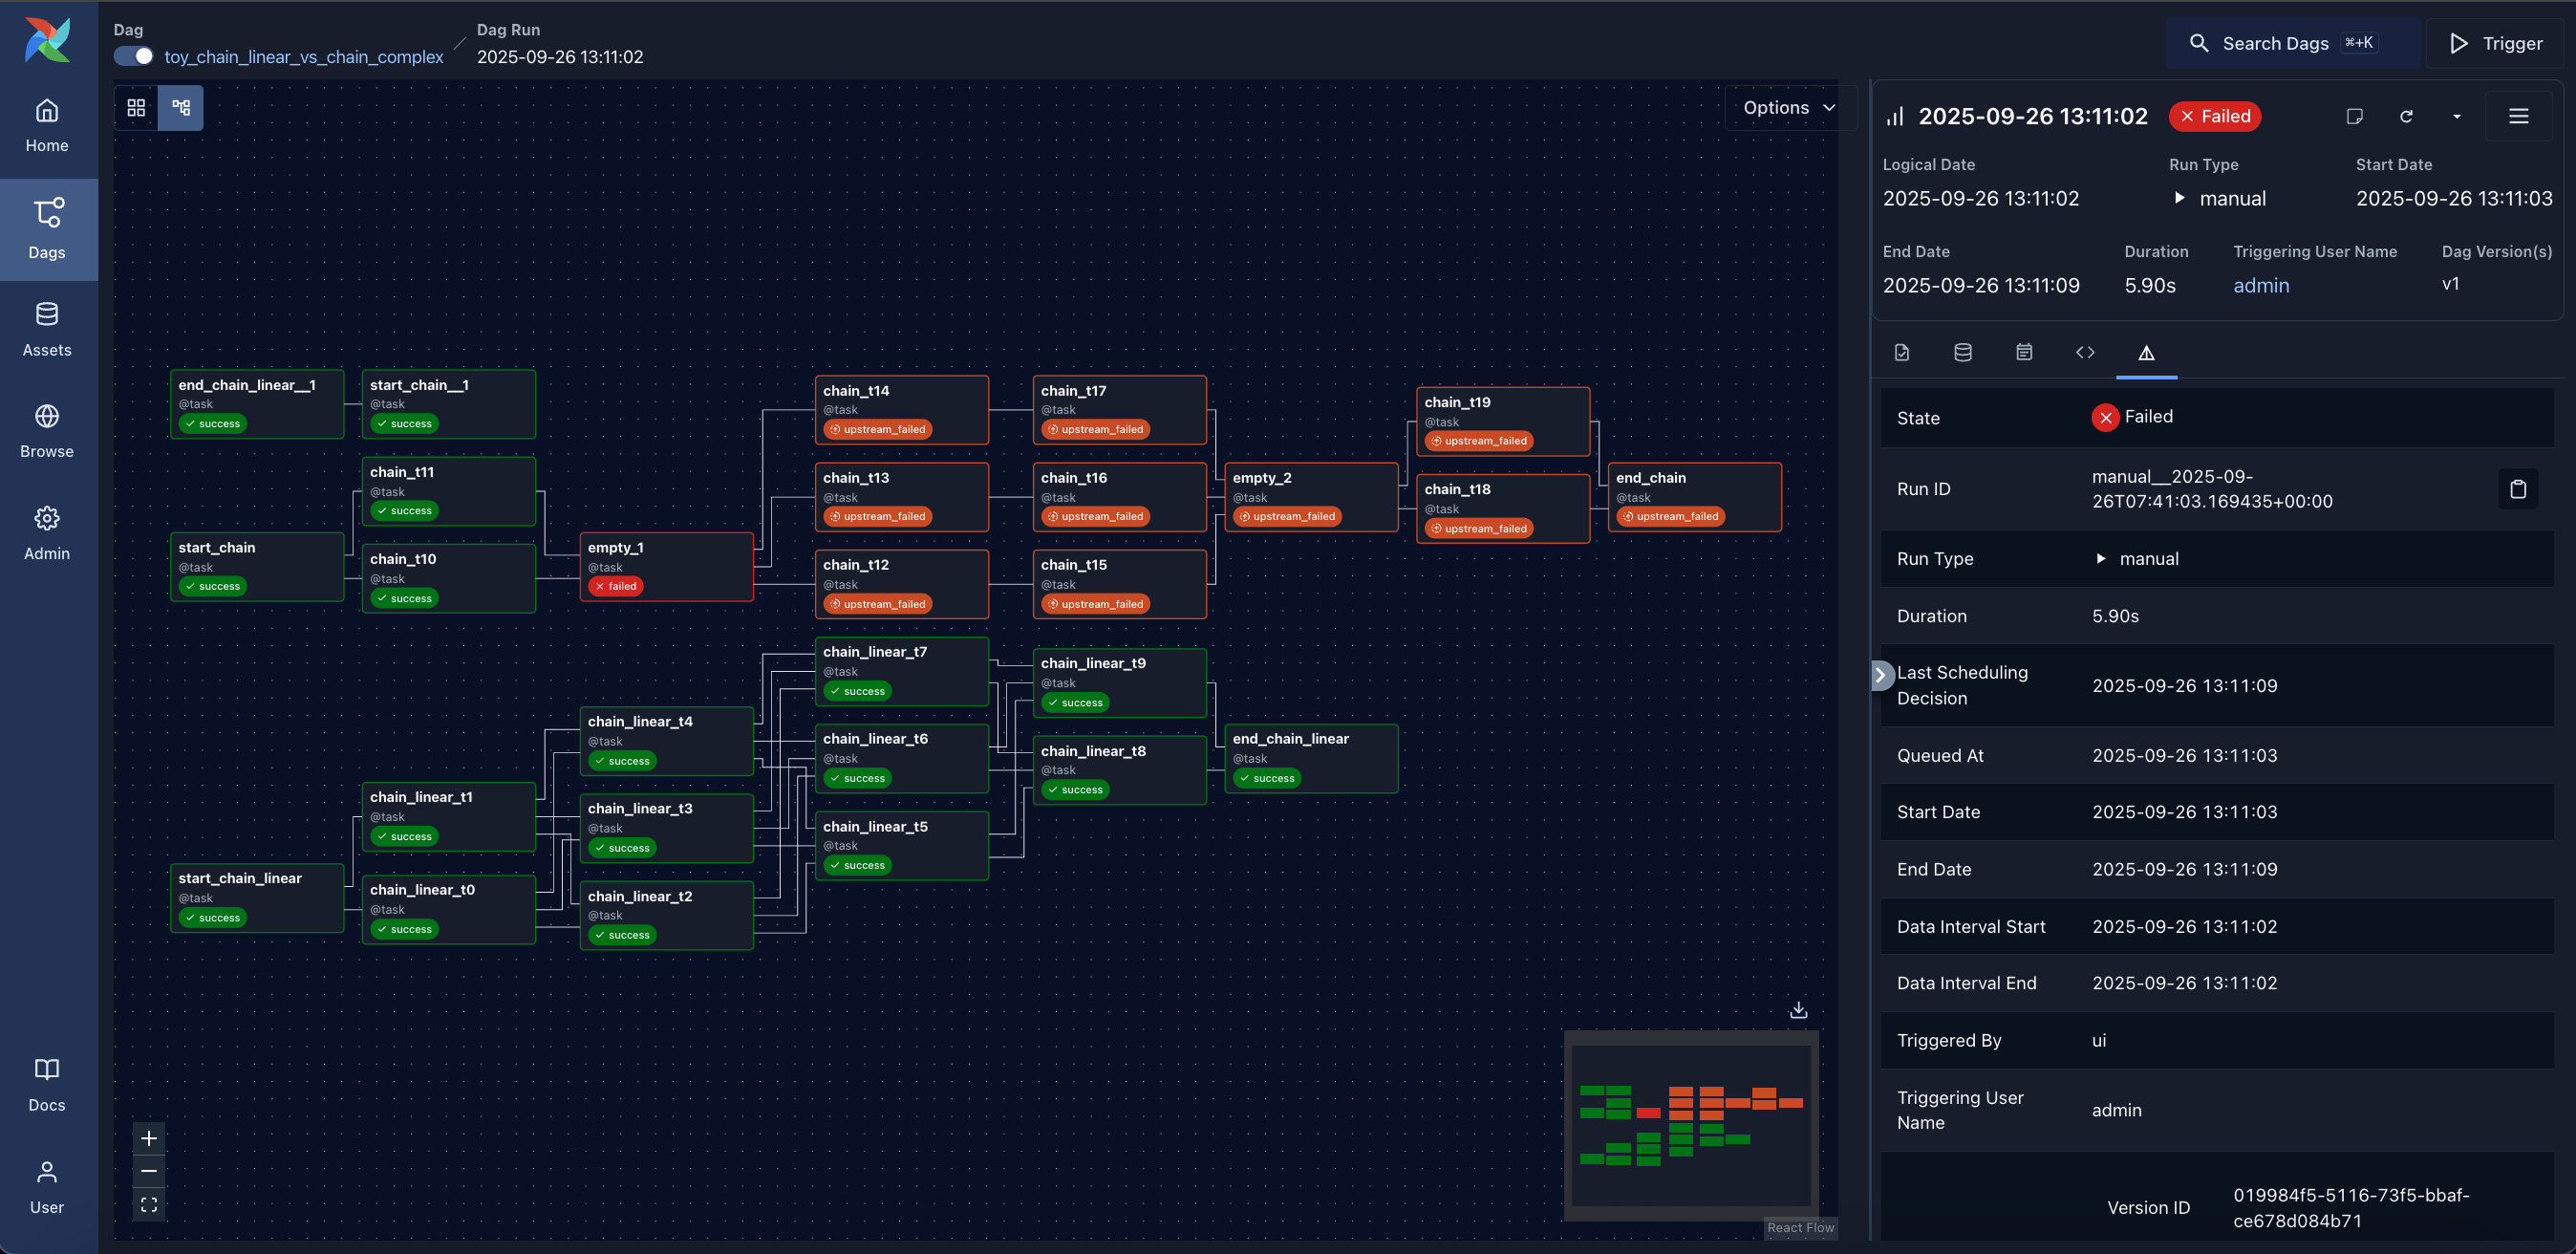 Home
Dags
Assets
Browse
Admin
Docs
User
Dag
toy_chain_linear_vs_chain_complex
Dag Run
2025-09-26 13:11:02
Search Dags ⌘+K
Trigger
Options
end_chain_linear__1
@task
success
start_chain__1
@task
success
chain_t11
@task
success
start_chain
@task
success
chain_t10
@task
success
empty_1
@task
failed
chain_t14
@task
upstream_failed
chain_t17
@task
upstream_failed
chain_t13
@task
upstream_failed
chain_t16
@task
upstream_failed
chain_t12
@task
upstream_failed
chain_t15
@task
upstream_failed
empty_2
@task
upstream_failed
chain_t19
@task
upstream_failed
chain_t18
@task
upstream_failed
end_chain
@task
upstream_failed
start_chain_linear
@task
success
chain_linear_t1
@task
success
chain_linear_t0
@task
success
chain_linear_t4
@task
success
chain_linear_t3
@task
success
chain_linear_t2
@task
success
chain_linear_t7
@task
success
chain_linear_t6
@task
success
chain_linear_t5
@task
success
chain_linear_t9
@task
success
chain_linear_t8
@task
success
end_chain_linear
@task
success
React Flow
2025-09-26 13:11:02 Failed
Logical Date
2025-09-26 13:11:02
Run Type
manual
Start Date
2025-09-26 13:11:03
End Date
2025-09-26 13:11:09
Duration
5.90s
Triggering User Name
admin
Dag Version(s)
v1
State Failed
Run ID
manual__2025-09-
26T07:41:03.169435+00:00
Run Type manual
Duration 5.90s
Last Scheduling
Decision
2025-09-26 13:11:09
Queued At 2025-09-26 13:11:03
Start Date 2025-09-26 13:11:03
End Date 2025-09-26 13:11:09
Data Interval Start 2025-09-26 13:11:02
Data Interval End 2025-09-26 13:11:02
Triggered By ui
Triggering User
Name
admin
Version ID
019984f5-5116-73f5-bbaf-
ce678d084b71